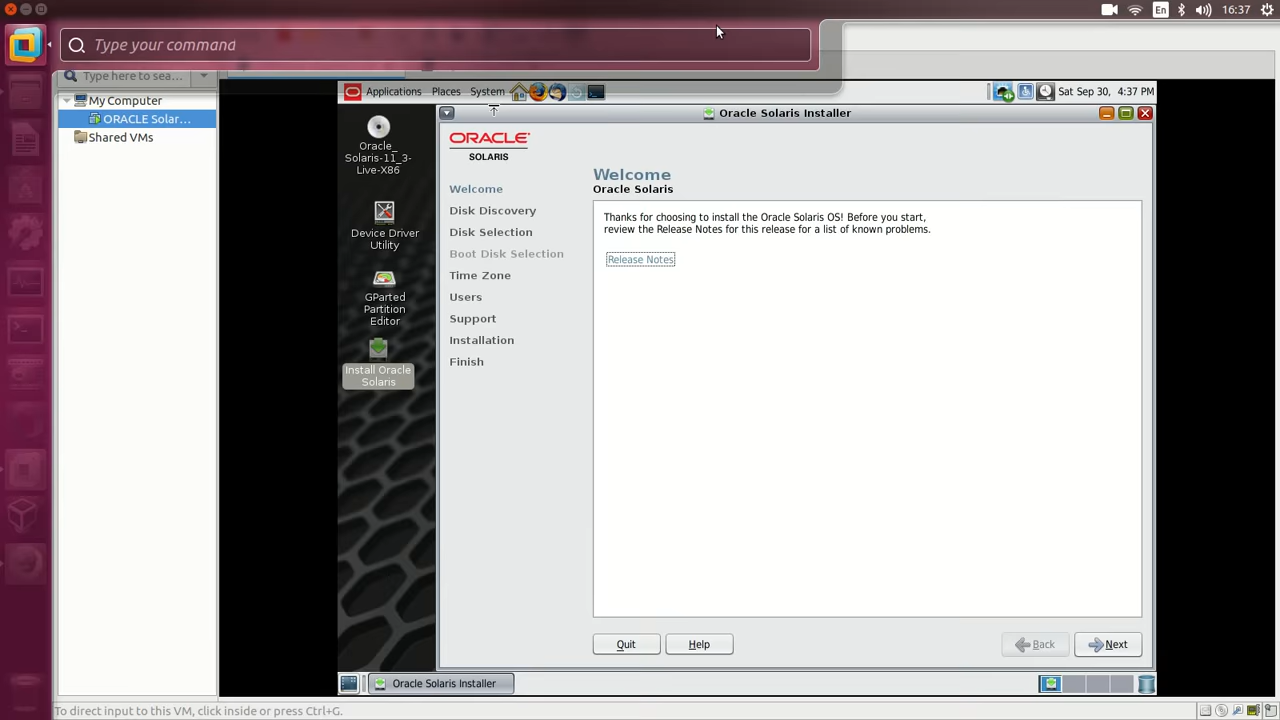 En
16:37
Type your command
Type here to sea...
My Computer
ORACLE Solar...
Shared VMs
Applications Places System
Sat Sep 30, 4:37 PM
Oracle_
Solaris-11_3-
Live-X86
Device Driver
Utility
GParted
Partition
Editor
Install Oracle
Solaris
Oracle Solaris Installer
ORACLE
SOLARIS
Welcome
Disk Discovery
Disk Selection
Boot Disk Selection
Time Zone
Users
Support
Installation
Finish
Welcome
Oracle Solaris
Thanks for choosing to install the Oracle Solaris OS! Before you start,
review the Release Notes for this release for a list of known problems.
Release Notes
Quit
Help
Back
Next
Oracle Solaris Installer
To direct input to this VM, click inside or press Ctrl+G.